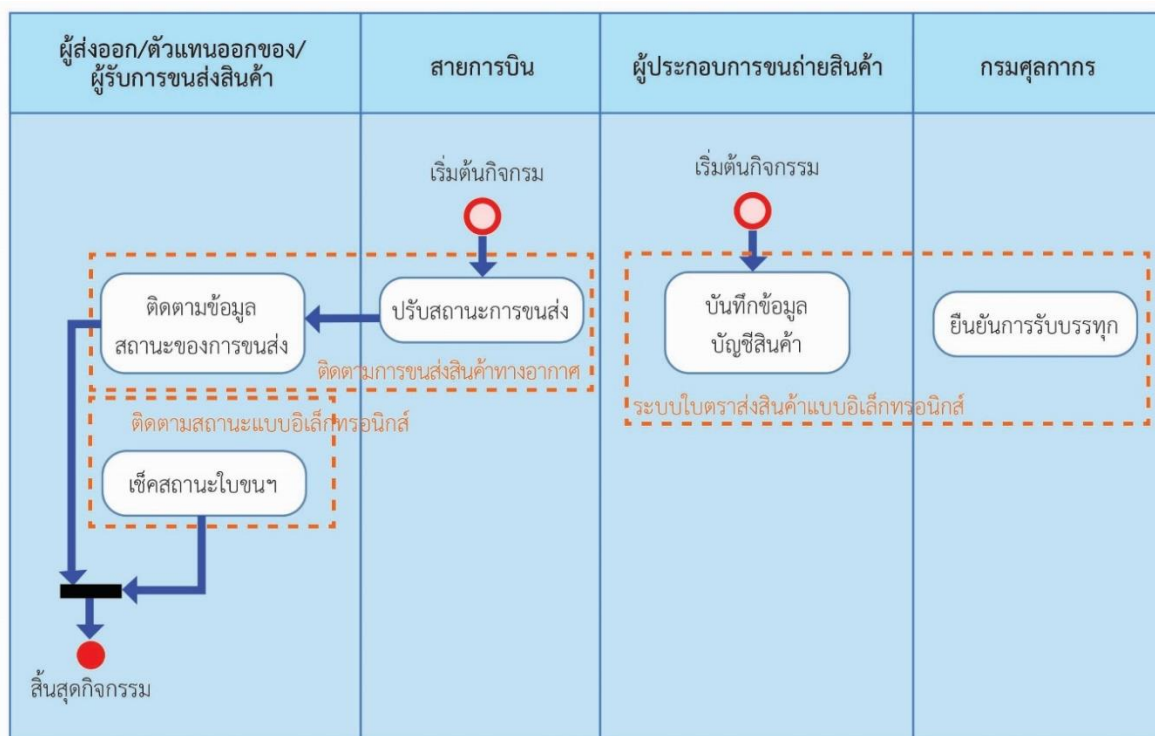 ผู้ส่งออก/ตัวแทนออกของ/
ผู้รับการขนส่งสินค้า
สายการบิน
ผู้ประกอบการขนถ่ายสินค้า
กรมศุลกากร
เริ่มต้นกิจกรม
เริ่มต้นกิจกรรม
ติดตามข้อมูล
สถานะของการขนส่ง
ปรับสถานะการขนส่ง
บันทึกข้อมูล
บัญชีสินค้า
ยืนยันการรับบรรทุก
ติดตามการขนส่งสินค้าทางอากาศ
ระบบใบตราส่งสินค้าแบบอิเล็กทรอนิกส์
ติดตามสถานะแบบอิเล็กทรอนิกส์
เช็คสถานะใบขนฯ
สิ้นสุดกิจกรรม